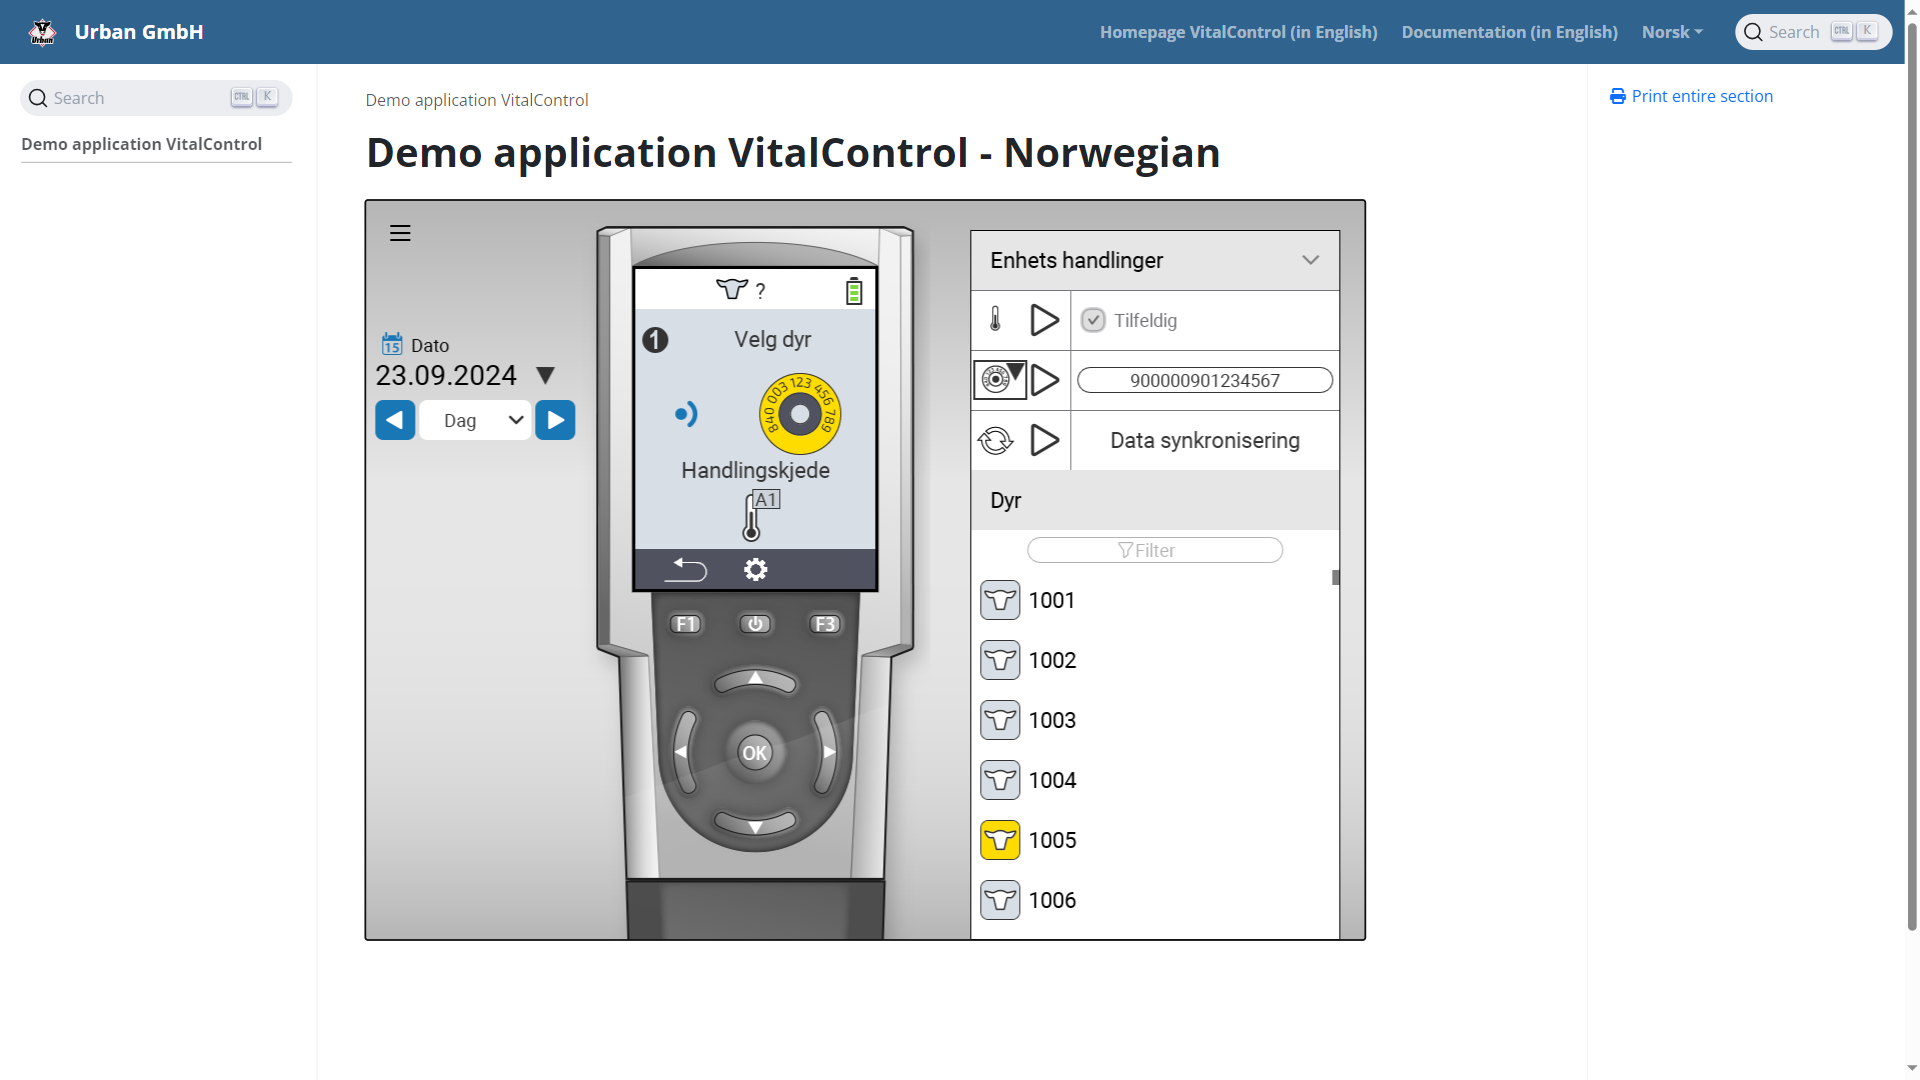 Urban GmbH
Homepage VitalControl (in English)
Documentation (in English)
Norsk
Search
CTRL K
Search
CTRL K
Demo application VitalControl
Demo application VitalControl
Demo application VitalControl - Norwegian
Print entire section
15 Dato
23.09.2024
Dag
?
1 Velg dyr
840 003 123 456 789
Handlingskjede
A1
F1
F3
OK
Enhets handlinger
Tilfeldig
900000901234567
Data synkronisering
Dyr
Filter
1001
1002
1003
1004
1005
1006